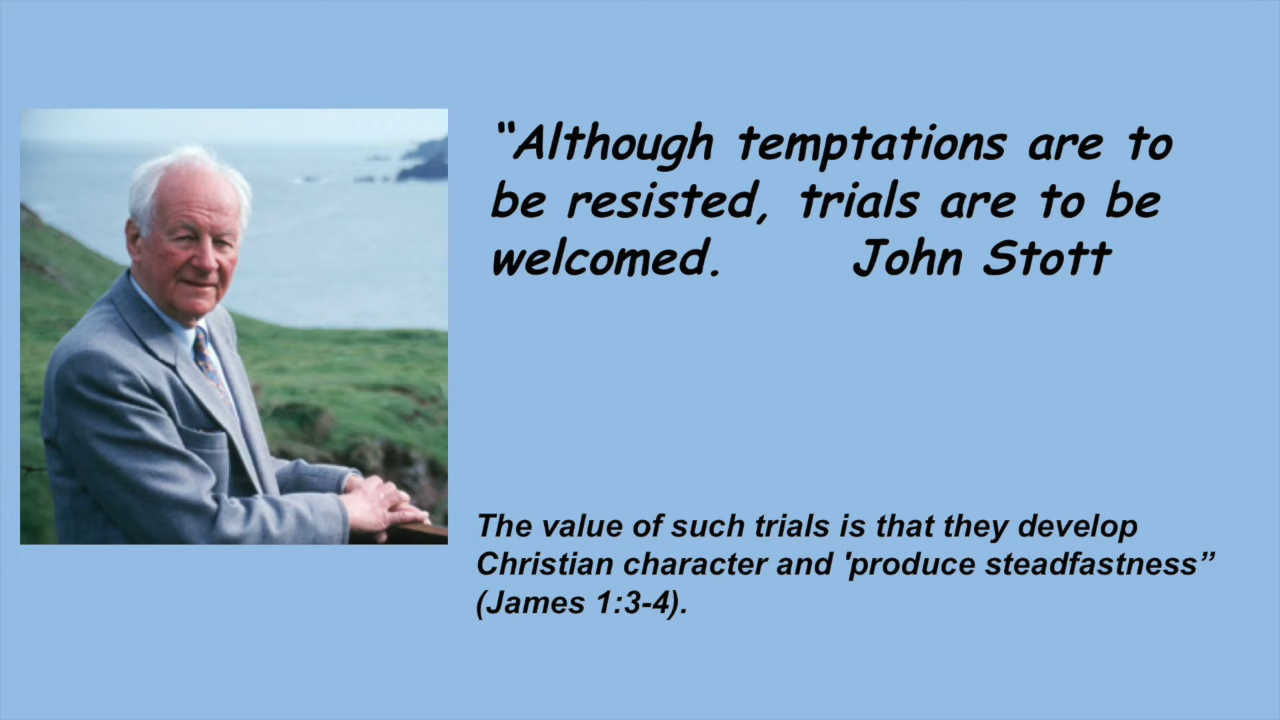 “Although temptations are to
be resisted, trials are to be
welcomed. John Stott
The value of such trials is that they develop
Christian character and 'produce steadfastness”
(James 1:3-4).